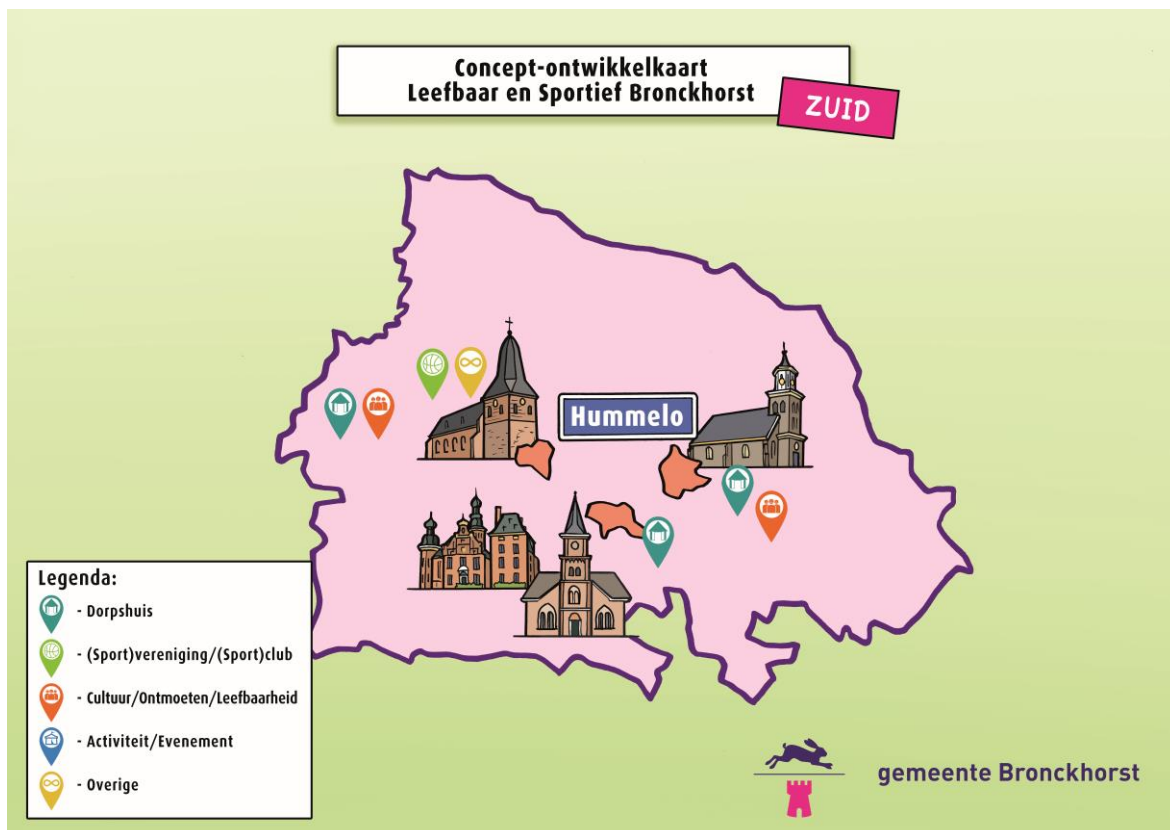 Concept-ontwikkelkaart
Leefbaar en Sportief Bronckhorst
ZUID
Hummelo
Legenda:
- Dorpshuis
- (Sport)vereniging/(Sport)club
- Cultuur/Ontmoeten/Leefbaarheid
- Activiteit/Evenement
- Overige
gemeente Bronckhorst